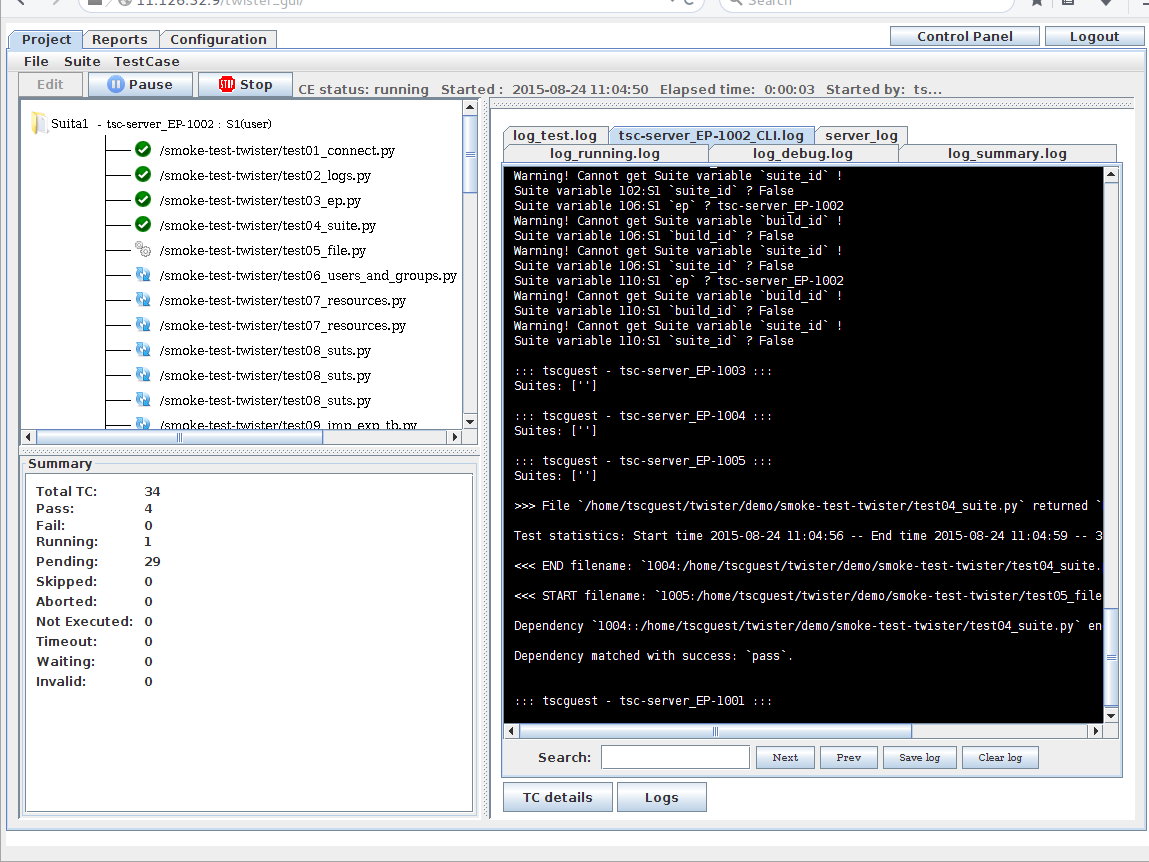 11.126.32.9/twister_gui/
Search
Project Reports Configuration Control Panel Logout
File Suite TestCase
Edit Pause STOP Stop CE status: running Started : 2015-08-24 11:04:50 Elapsed time: 0:00:03 Started by: ts...
Suita1 - tsc-server_EP-1002 : S1(user)
/smoke-test-twister/test01_connect.py
/smoke-test-twister/test02_logs.py
/smoke-test-twister/test03_ep.py
/smoke-test-twister/test04_suite.py
/smoke-test-twister/test05_file.py
/smoke-test-twister/test06_users_and_groups.py
/smoke-test-twister/test07_resources.py
/smoke-test-twister/test07_resources.py
/smoke-test-twister/test08_suts.py
/smoke-test-twister/test08_suts.py
/smoke-test-twister/test08_suts.py
/smoke-test-twister/test09_imp_exp_tb.py
Summary
Total TC: 34
Pass: 4
Fail: 0
Running: 1
Pending: 29
Skipped: 0
Aborted: 0
Not Executed: 0
Timeout: 0
Waiting: 0
Invalid: 0
log_test.log tsc-server_EP-1002_CLI.log server_log
log_running.log log_debug.log log_summary.log
Warning! Cannot get Suite variable `suite_id` !
Suite variable 102:S1 `suite_id` ? False
Suite variable 106:S1 `ep` ? tsc-server_EP-1002
Warning! Cannot get Suite variable `build_id` !
Suite variable 106:S1 `build_id` ? False
Warning! Cannot get Suite variable `suite_id` !
Suite variable 106:S1 `suite_id` ? False
Suite variable 110:S1 `ep` ? tsc-server_EP-1002
Warning! Cannot get Suite variable `build_id` !
Suite variable 110:S1 `build_id` ? False
Warning! Cannot get Suite variable `suite_id` !
Suite variable 110:S1 `suite_id` ? False
::: tscguest - tsc-server_EP-1003 :::
Suites: ['']
::: tscguest - tsc-server_EP-1004 :::
Suites: ['']
::: tscguest - tsc-server_EP-1005 :::
Suites: ['']
>>> File `/home/tscguest/twister/demo/smoke-test-twister/test04_suite.py` returned `
Test statistics: Start time 2015-08-24 11:04:56 -- End time 2015-08-24 11:04:59 -- 3
<<< END filename: `1004:/home/tscguest/twister/demo/smoke-test-twister/test04_suite.
<<< START filename: `1005:/home/tscguest/twister/demo/smoke-test-twister/test05_file
Dependency `1004::/home/tscguest/twister/demo/smoke-test-twister/test04_suite.py` en
Dependency matched with success: `pass`.
::: tscguest - tsc-server_EP-1001 :::
Search: Next Prev Save log Clear log
TC details Logs